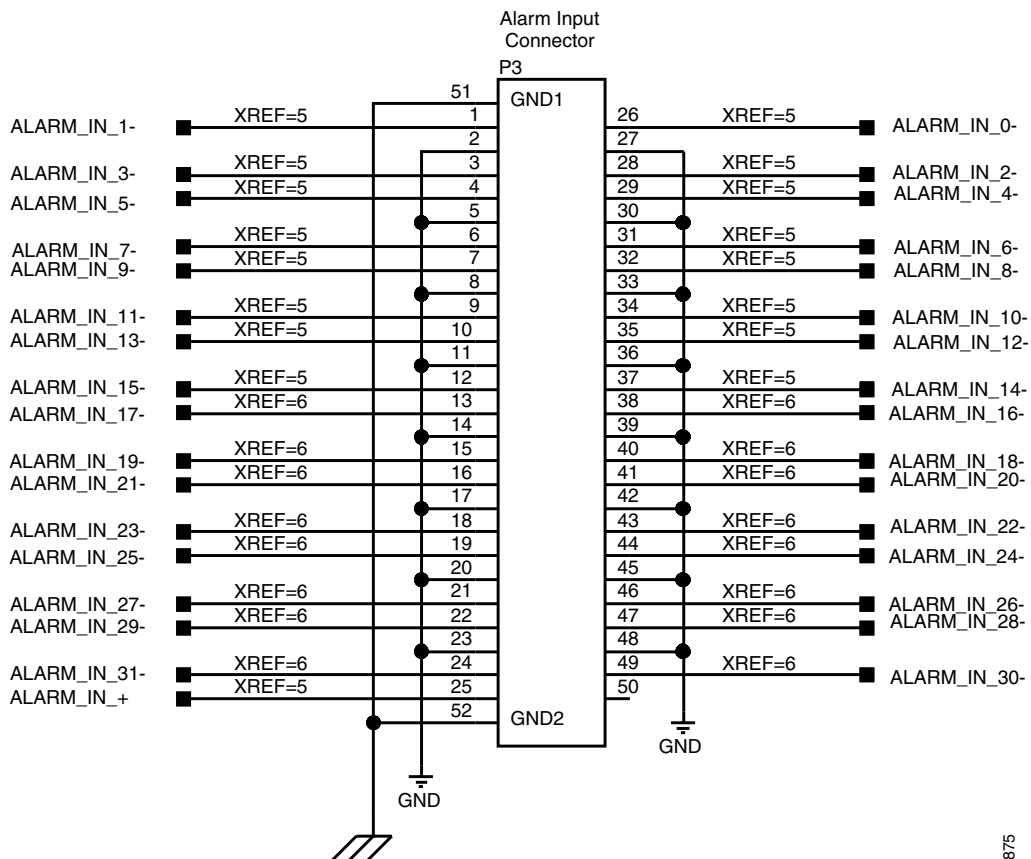 Alarm Input
Connector
P3
51 GND1
ALARM_IN_1- XREF=5 1 26 XREF=5 ALARM_IN_0-
2 27
ALARM_IN_3- XREF=5 3 28 XREF=5 ALARM_IN_2-
ALARM_IN_5- XREF=5 4 29 XREF=5 ALARM_IN_4-
5 30
ALARM_IN_7- XREF=5 6 31 XREF=5 ALARM_IN_6-
ALARM_IN_9- XREF=5 7 32 XREF=5 ALARM_IN_8-
8 33
ALARM_IN_11- XREF=5 9 34 XREF=5 ALARM_IN_10-
ALARM_IN_13- XREF=5 10 35 XREF=5 ALARM_IN_12-
11 36
ALARM_IN_15- XREF=5 12 37 XREF=5 ALARM_IN_14-
ALARM_IN_17- XREF=6 13 38 XREF=6 ALARM_IN_16-
14 39
ALARM_IN_19- XREF=6 15 40 XREF=6 ALARM_IN_18-
ALARM_IN_21- XREF=6 16 41 XREF=6 ALARM_IN_20-
17 42
ALARM_IN_23- XREF=6 18 43 XREF=6 ALARM_IN_22-
ALARM_IN_25- XREF=6 19 44 XREF=6 ALARM_IN_24-
20 45
ALARM_IN_27- XREF=6 21 46 XREF=6 ALARM_IN_26-
ALARM_IN_29- XREF=6 22 47 XREF=6 ALARM_IN_28-
23 48
ALARM_IN_31- XREF=6 24 49 XREF=6 ALARM_IN_30-
ALARM_IN_+ XREF=5 25 50
52 GND2
GND
GND
875